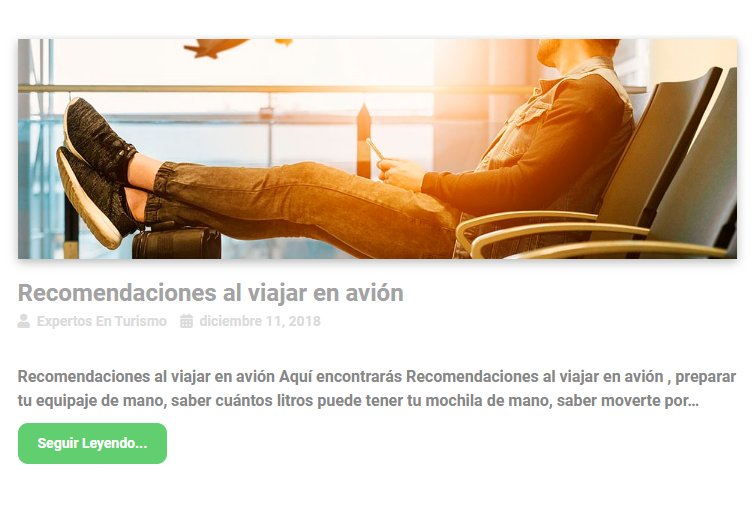 Recomendaciones al viajar en avión
Expertos En Turismo diciembre 11, 2018
Recomendaciones al viajar en avión Aquí encontrarás Recomendaciones al viajar en avión , preparar
tu equipaje de mano, saber cuántos litros puede tener tu mochila de mano, saber moverte por...
Seguir Leyendo...